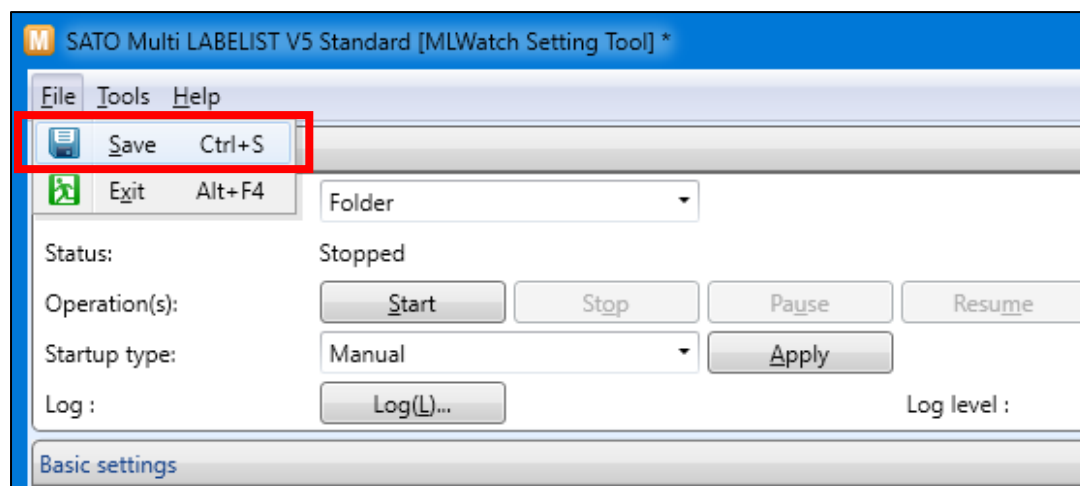 M SATO Multi LABELIST V5 Standard [MLWatch Setting Tool] *
File Tools Help
Save Ctrl+S
Exit Alt+F4
Folder
Status: Stopped
Operation(s): Start Stop Pause Resume
Startup type: Manual Apply
Log : Log(L)... Log level :
Basic settings